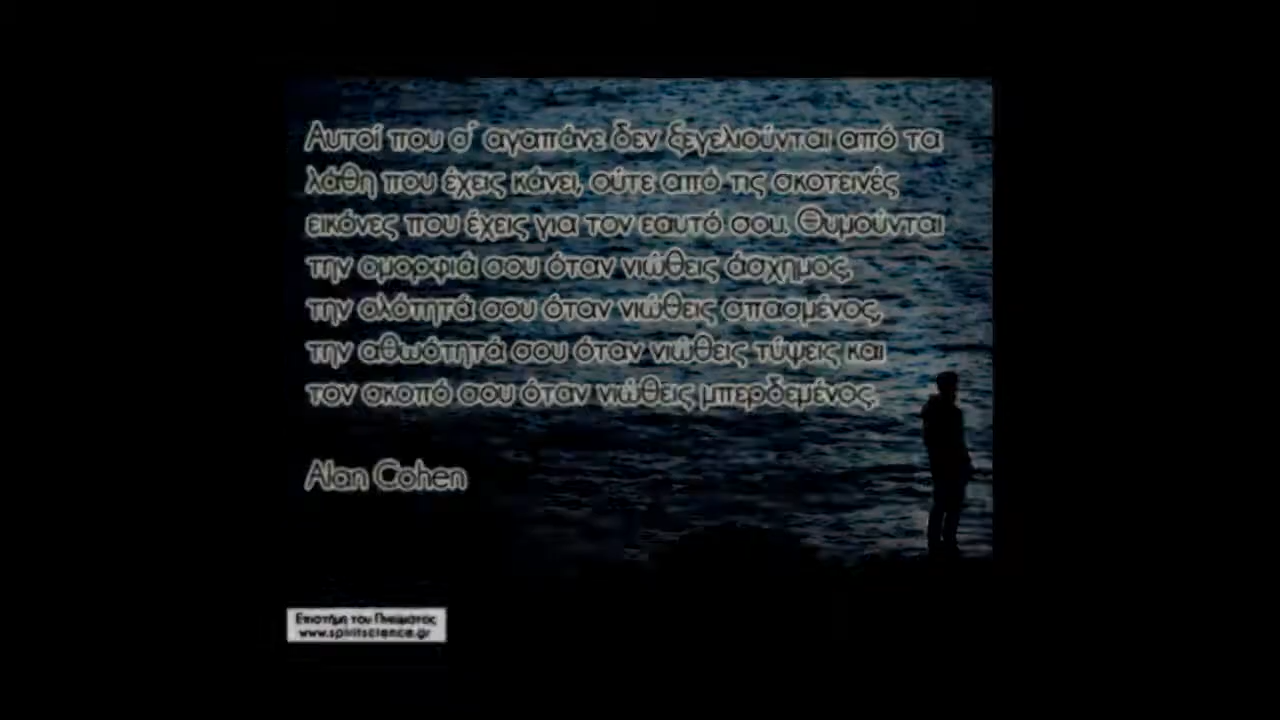 Αυτοί που σ' αγαπάνε δεν ξεγελιούνται από τα
λάθη που έχεις κάνει, ούτε από τις σκοτεινές
εικόνες που έχεις για τον εαυτό σου. Θυμούνται
την ομορφιά σου όταν νιώθεις άσχημος,
την ολότητά σου όταν νιώθεις σπασμένος,
την αθωότητά σου όταν νιώθεις τύψεις και
τον σκοπό σου όταν νιώθεις μπερδεμένος.
Alan Cohen
Επιστήμη του Πνεύματος
www.spiritscience.gr